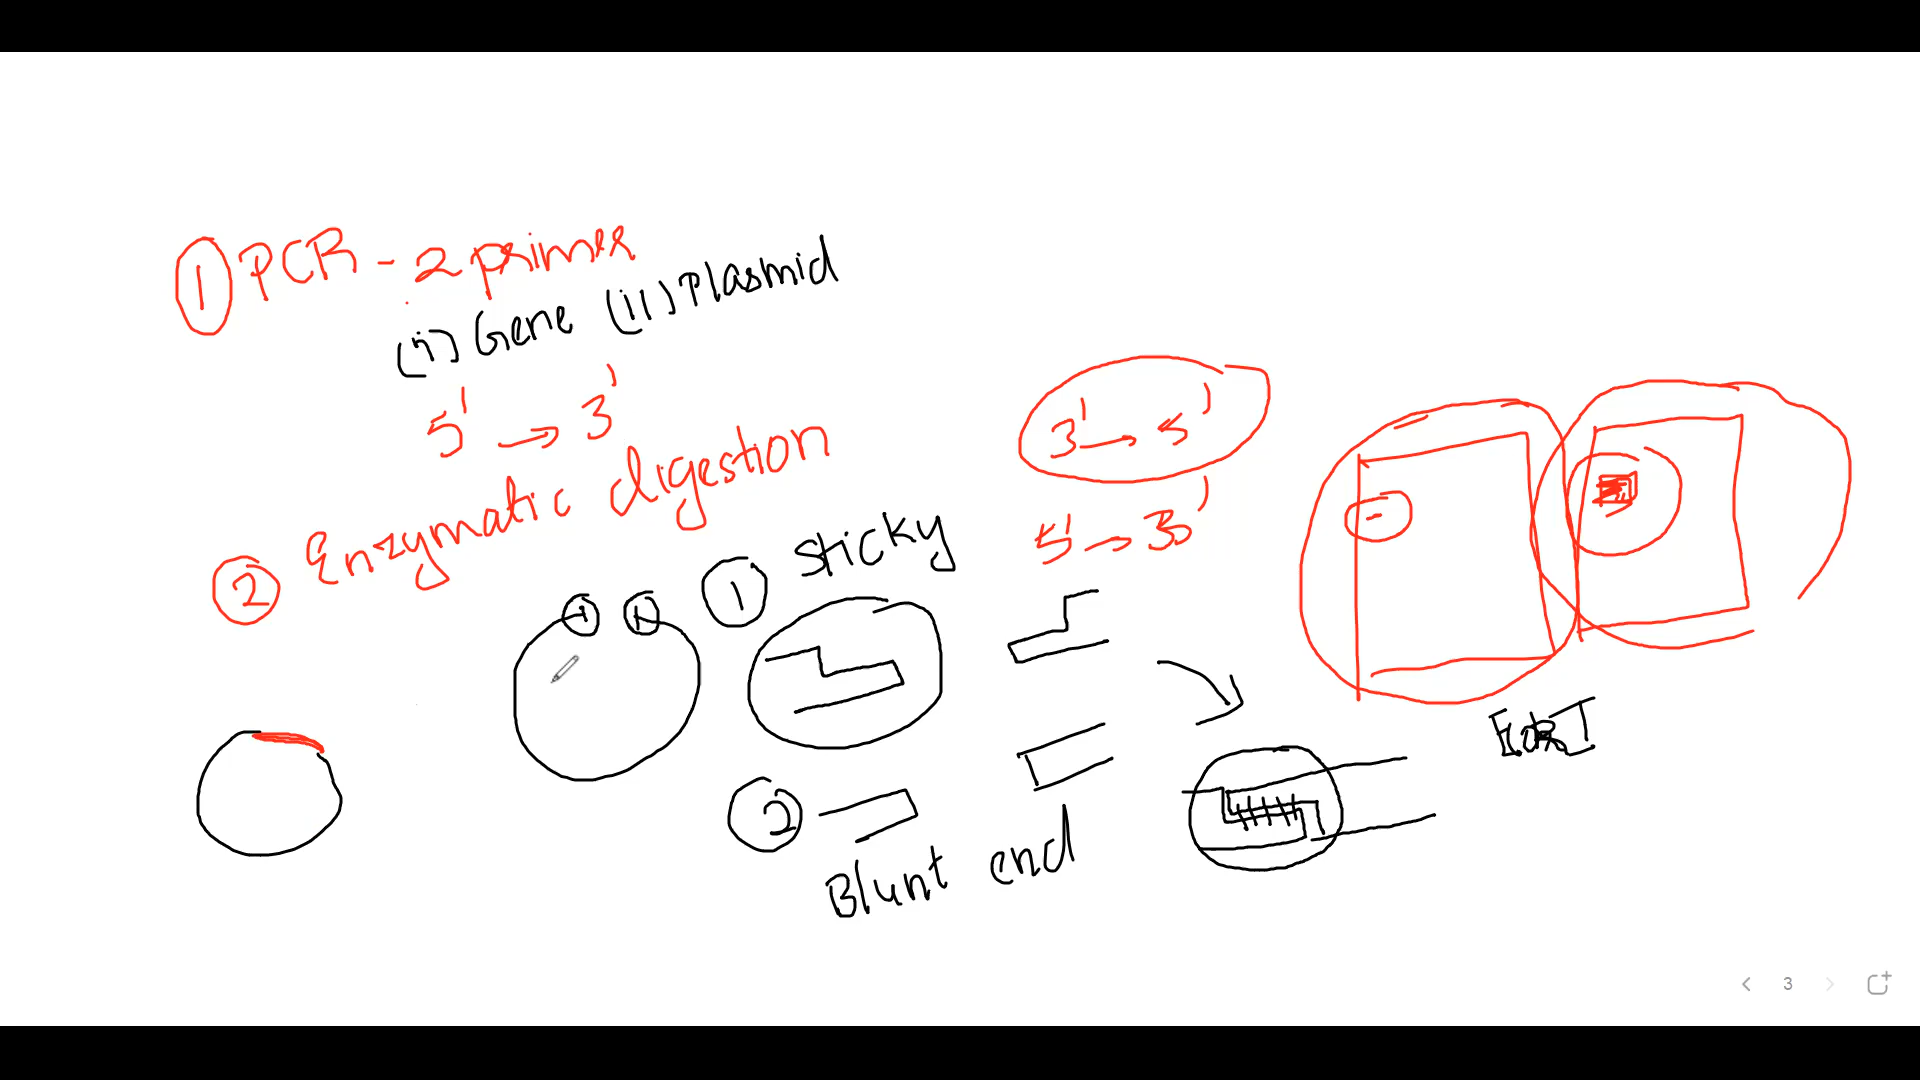 ① PCR - 2 primer
(i) Gene (ii) Plasmid
5' → 3'
3' → 5'
② Enzymatic digestion
5' → 3'
① Sticky
②
Blunt end
3